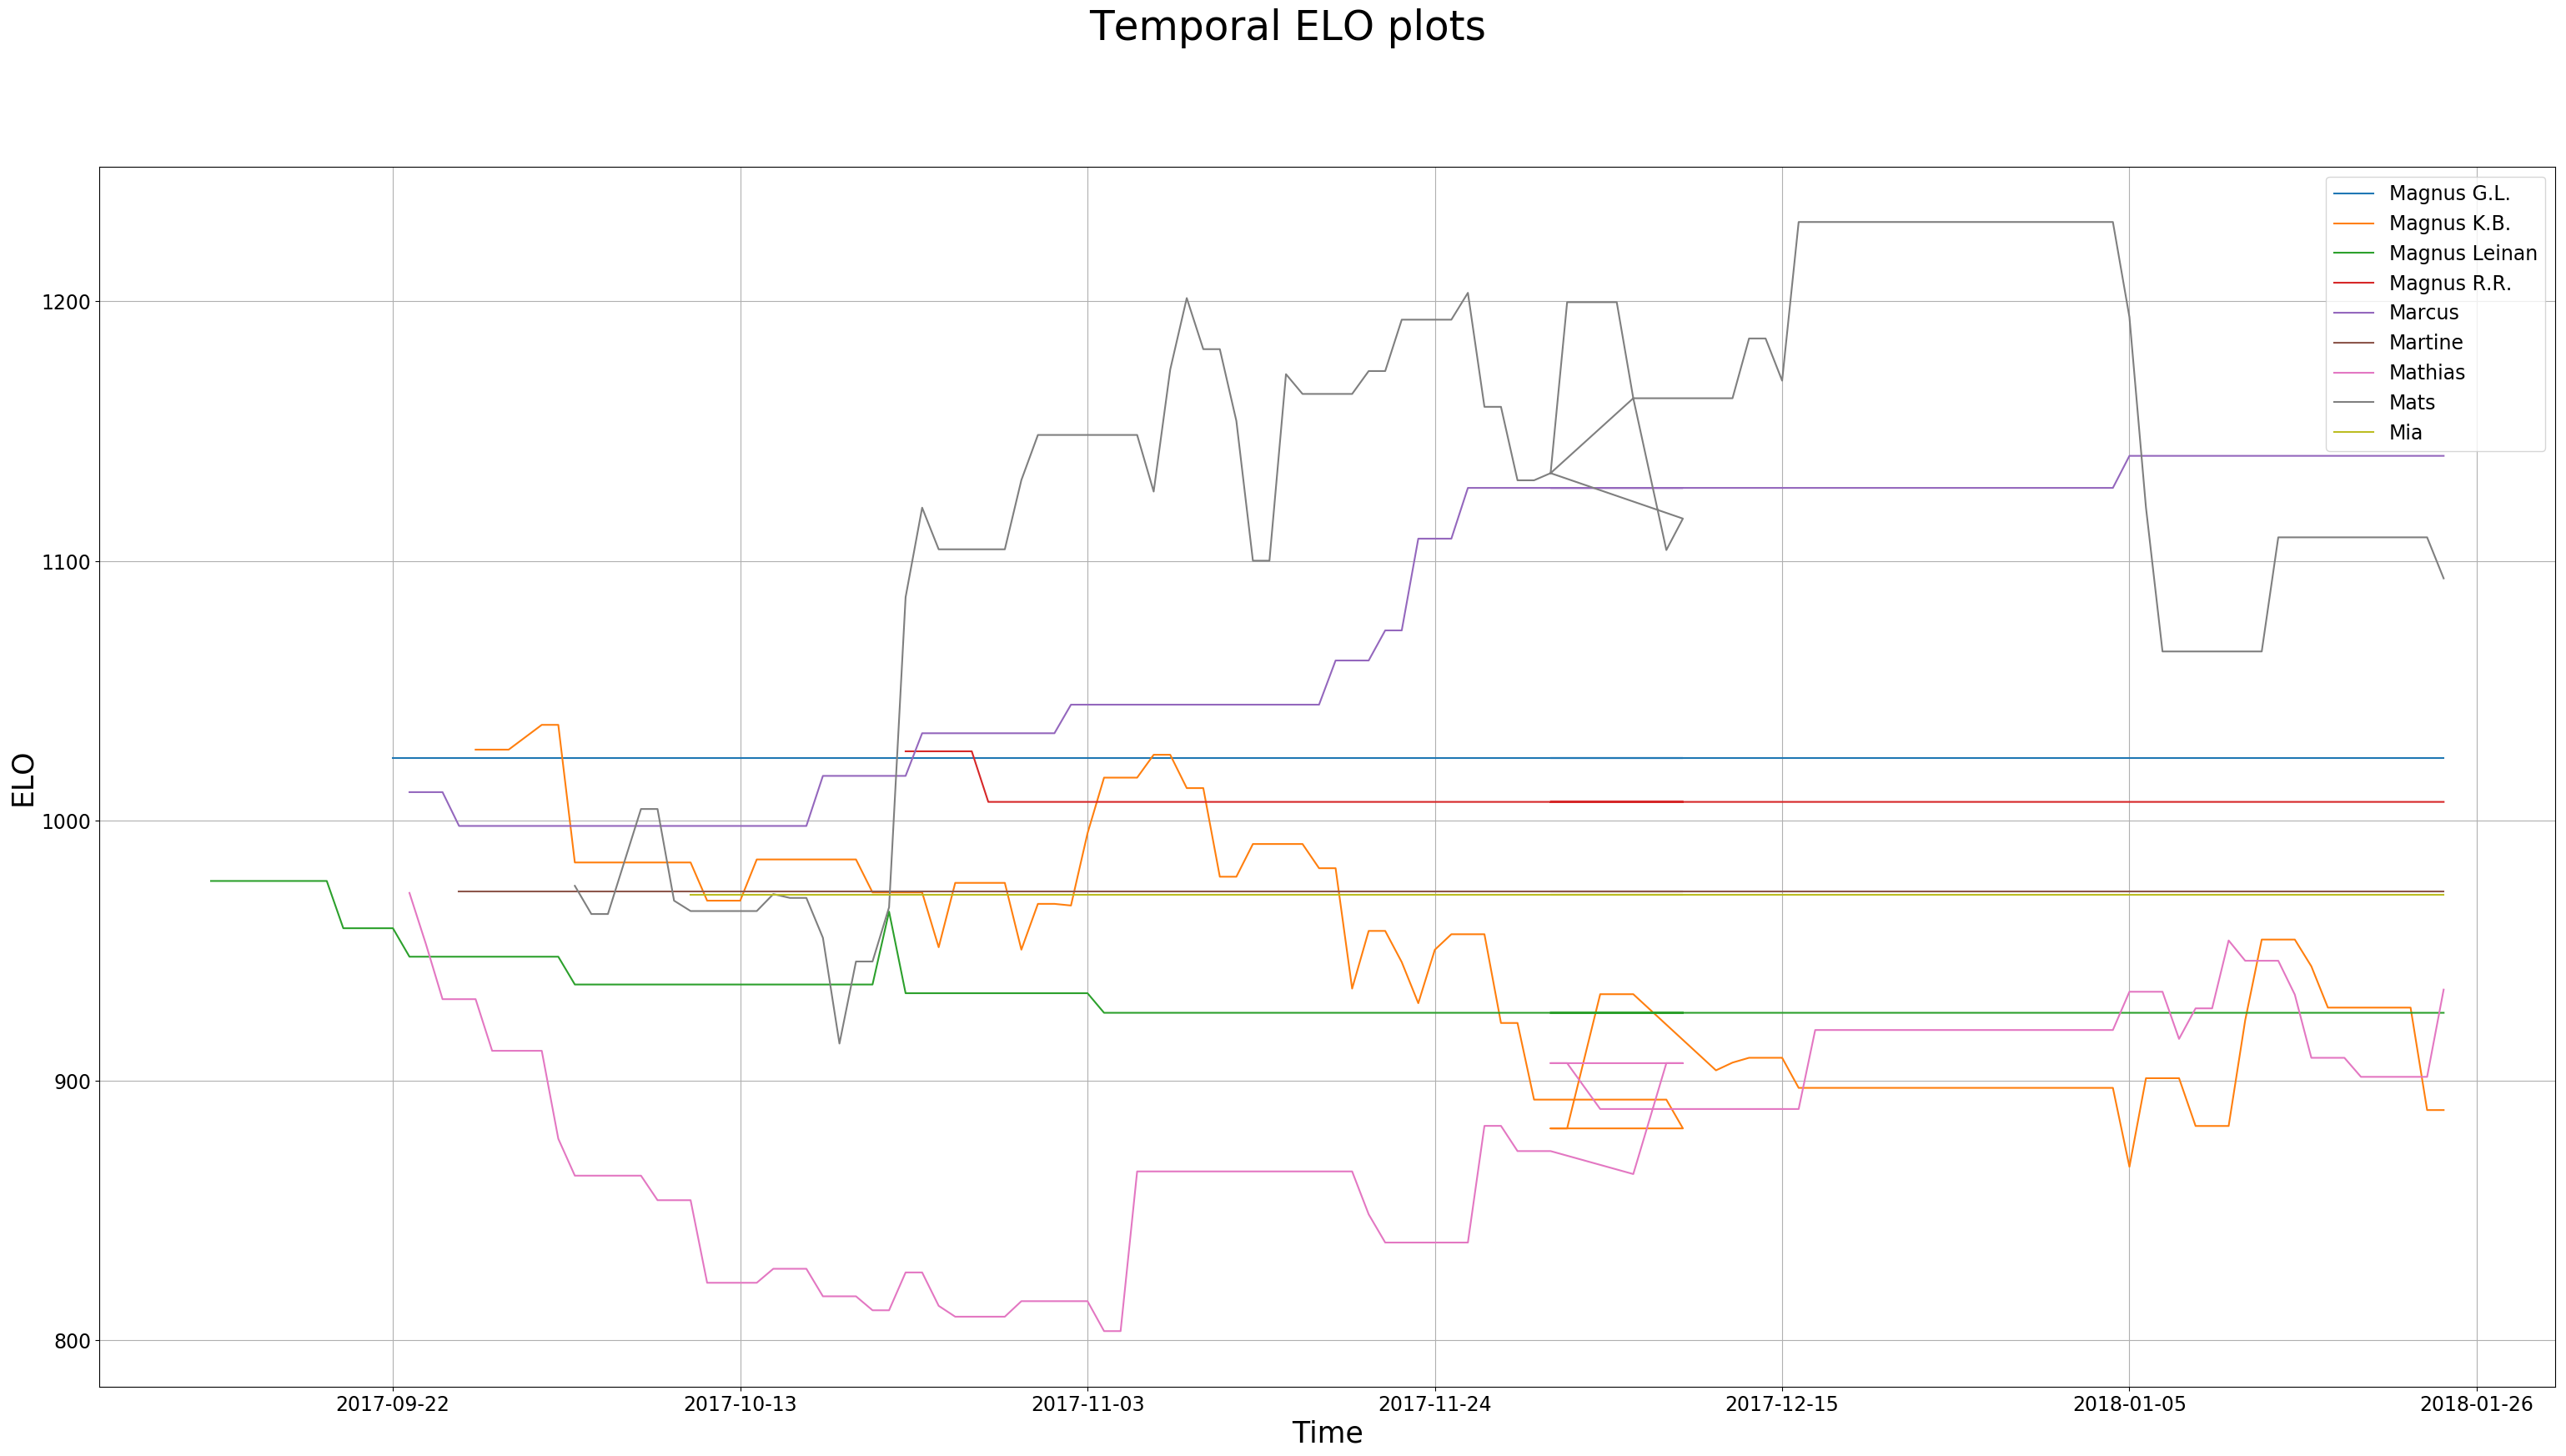 Temporal ELO plots
Magnus G.L.
Magnus K.B.
Magnus Leinan
Magnus R.R.
Marcus
Martine
Mathias
Mats
Mia
ELO
1200
1100
1000
900
800
2017-09-22
2017-10-13
2017-11-03
2017-11-24
2017-12-15
2018-01-05
2018-01-26
Time